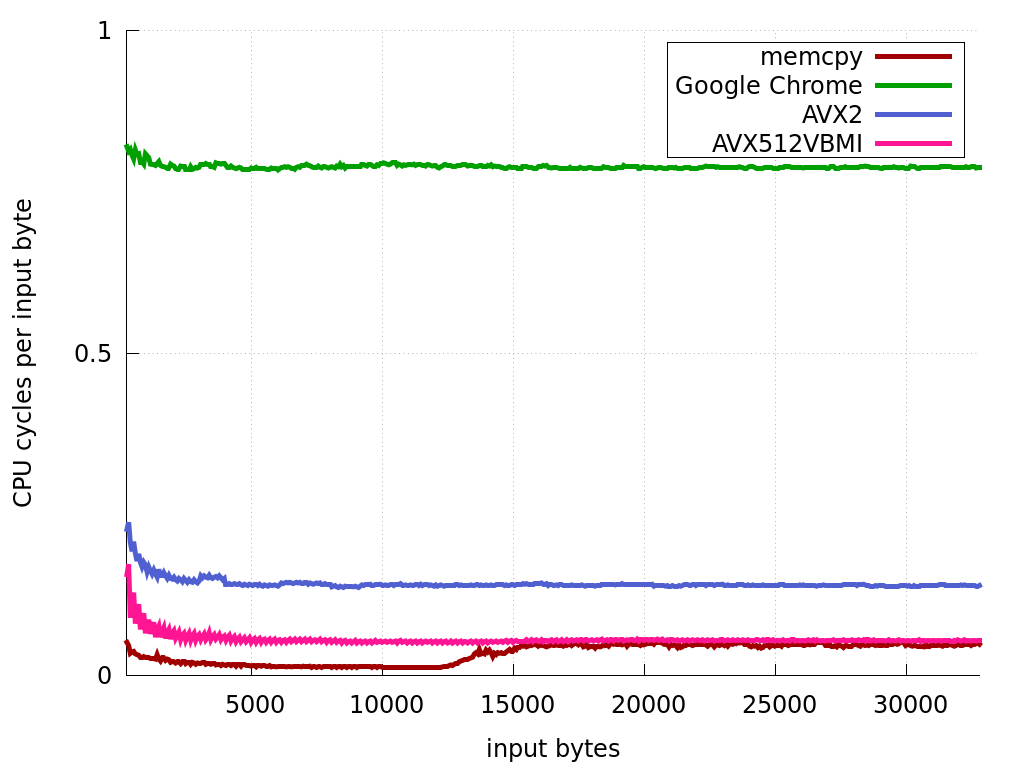 1
0.5
0
CPU cycles per input byte
memcpy
Google Chrome
AVX2
AVX512VBMI
5000 10000 15000 20000 25000 30000
input bytes